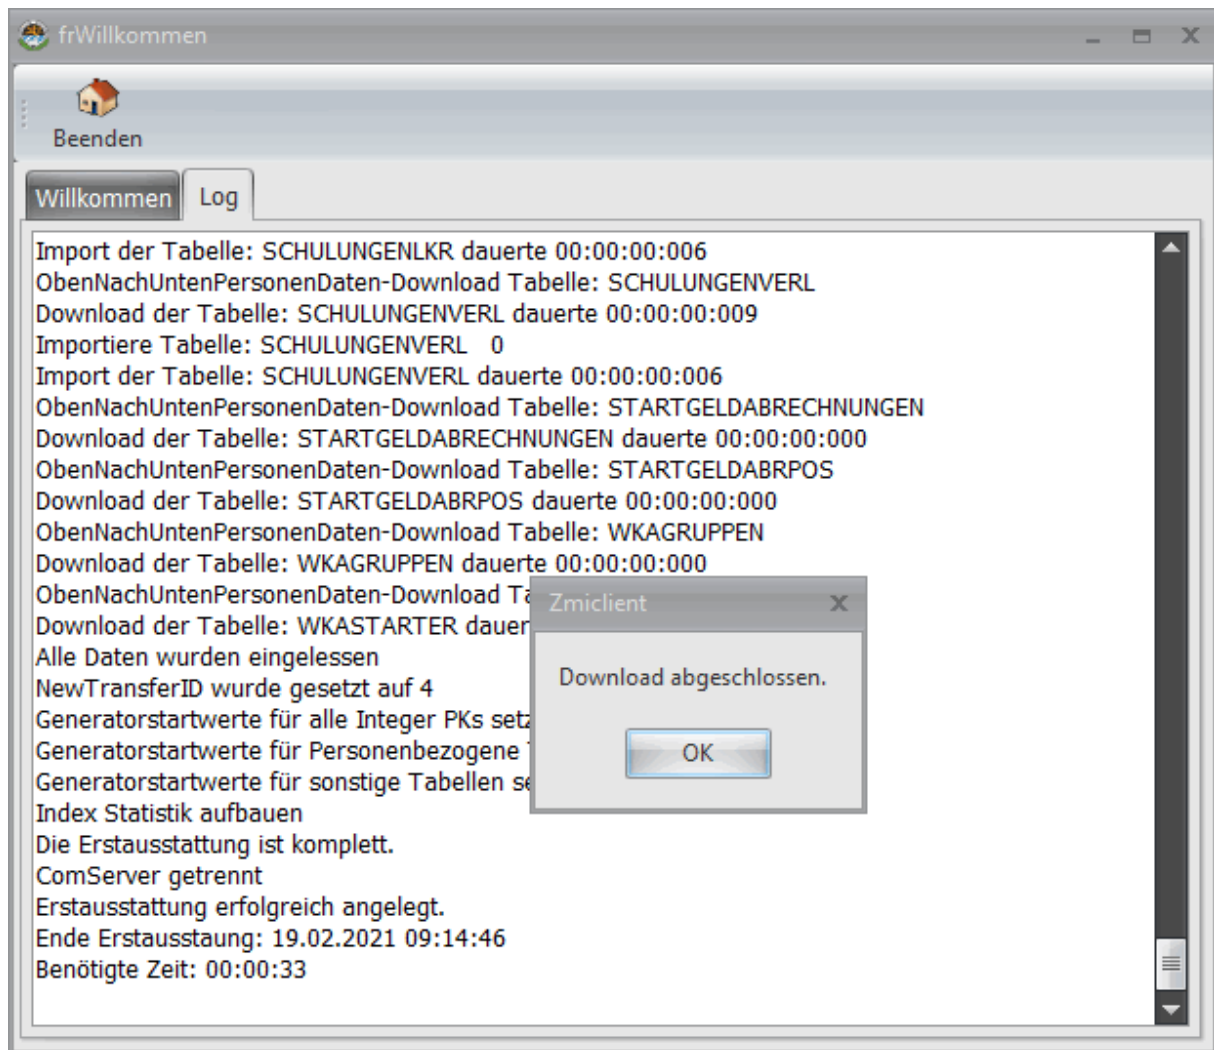 frWillkommen
Beenden
Willkommen
Log
Import der Tabelle: SCHULUNGENLKR dauerte 00:00:00:006
ObenNachUntenPersonenDaten-Download Tabelle: SCHULUNGENVERL
Download der Tabelle: SCHULUNGENVERL dauerte 00:00:00:009
Importiere Tabelle: SCHULUNGENVERL   0
Import der Tabelle: SCHULUNGENVERL dauerte 00:00:00:006
ObenNachUntenPersonenDaten-Download Tabelle: STARTGELDABRECHNUNGEN
Download der Tabelle: STARTGELDABRECHNUNGEN dauerte 00:00:00:000
ObenNachUntenPersonenDaten-Download Tabelle: STARTGELDABRPOS
Download der Tabelle: STARTGELDABRPOS dauerte 00:00:00:000
ObenNachUntenPersonenDaten-Download Tabelle: WKAGRUPPEN
Download der Tabelle: WKAGRUPPEN dauerte 00:00:00:000
ObenNachUntenPersonenDaten-Download
Download der Tabelle: WKASTARTER
Alle Daten wurden eingelessen
NewTransferID wurde gesetzt auf 4
Generatorstartwerte für alle Integer PKs
Generatorstartwerte für Personenbezogene
Generatorstartwerte für sonstige Tabellen
Index Statistik aufbauen
Die Erstausstattung ist komplett.
ComServer getrennt
Erstausstattung erfolgreich angelegt.
Ende Erstausstaung: 19.02.2021 09:14:46
Benötigte Zeit: 00:00:33
Zmiclient
Download abgeschlossen.
OK